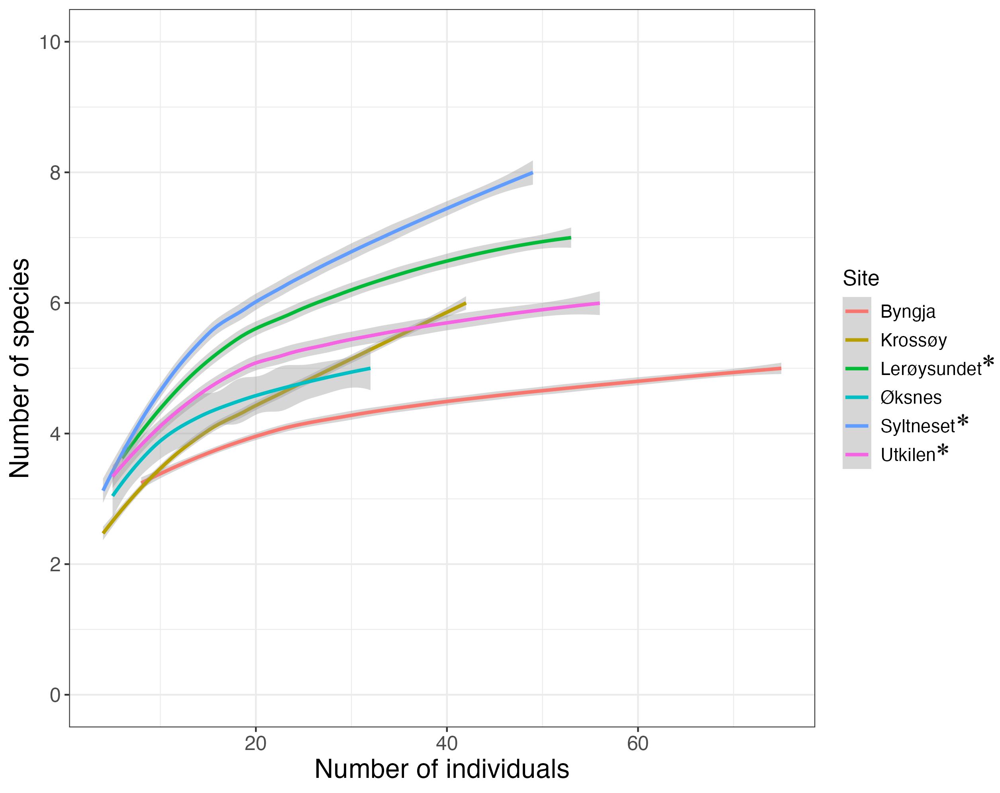 Number of species
10
8
6
4
2
0
20 40 60
Number of individuals
Site
Byngja
Krossøy
Lerøysundet*
Øksnes
Syltneset*
Utkilen*